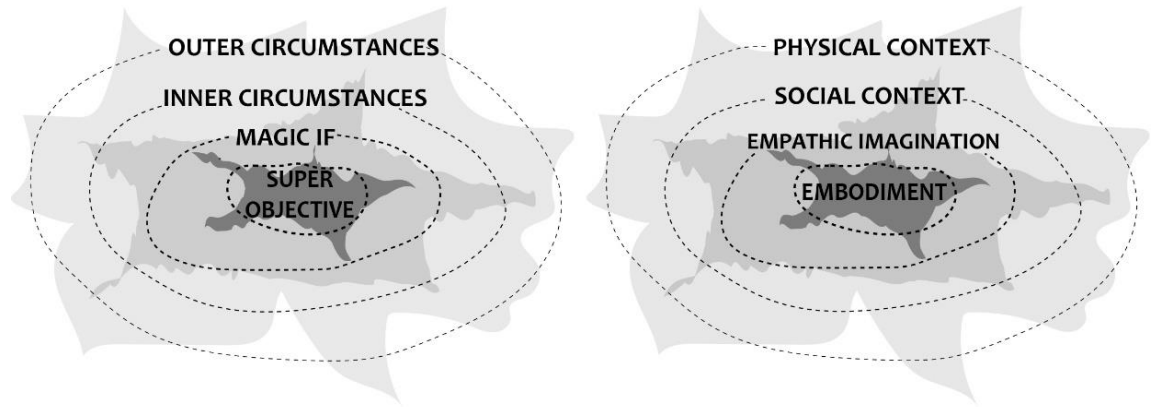 OUTER CIRCUMSTANCES
INNER CIRCUMSTANCES
MAGIC IF
SUPER
OBJECTIVE
PHYSICAL CONTEXT
SOCIAL CONTEXT
EMPATHIC IMAGINATION
EMBODIMENT